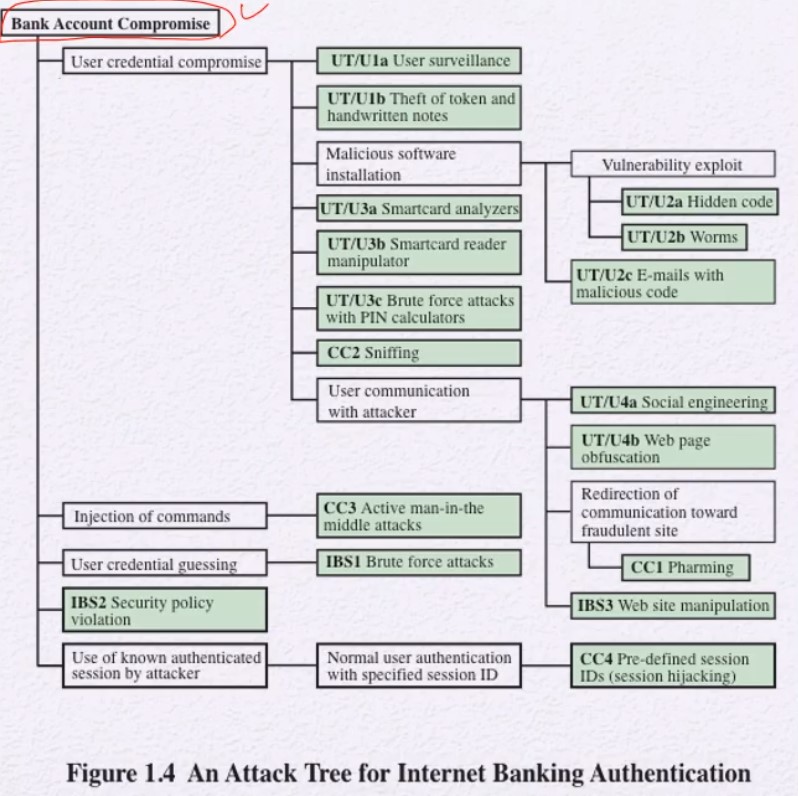 Bank Account Compromise
User credential compromise
UT/U1a User surveillance
UT/U1b Theft of token and
handwritten notes
Malicious software
installation
Vulnerability exploit
UT/U2a Hidden code
UT/U2b Worms
UT/U2c E-mails with
malicious code
UT/U3a Smartcard analyzers
UT/U3b Smartcard reader
manipulator
UT/U3c Brute force attacks
with PIN calculators
CC2 Sniffing
User communication
with attacker
UT/U4a Social engineering
UT/U4b Web page
obfuscation
Redirection of
communication toward
fraudulent site
CC1 Pharming
IBS3 Web site manipulation
Injection of commands
CC3 Active man-in-the
middle attacks
User credential guessing
IBS1 Brute force attacks
IBS2 Security policy
violation
Use of known authenticated
session by attacker
Normal user authentication
with specified session ID
CC4 Pre-defined session
IDs (session hijacking)
Figure 1.4 An Attack Tree for Internet Banking Authentication